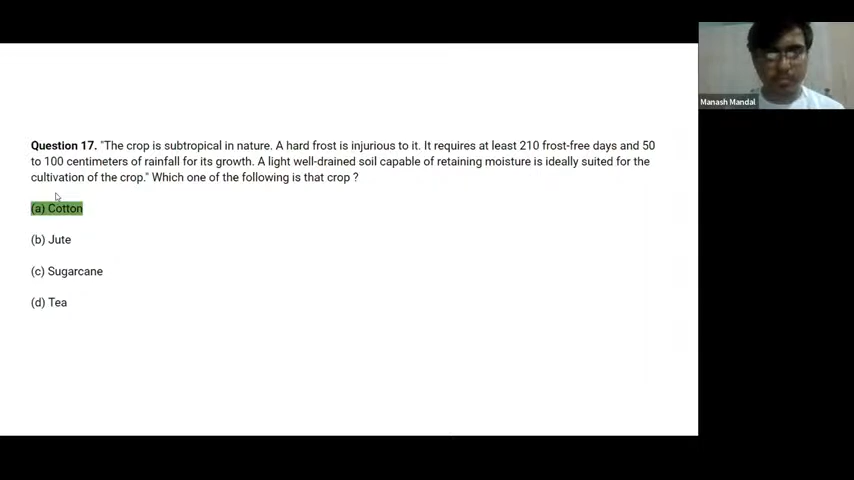 Manash Mandal
Question 17. "The crop is subtropical in nature. A hard frost is injurious to it. It requires at least 210 frost-free days and 50
to 100 centimeters of rainfall for its growth. A light well-drained soil capable of retaining moisture is ideally suited for the
cultivation of the crop." Which one of the following is that crop ?
(a) Cotton
(b) Jute
(c) Sugarcane
(d) Tea